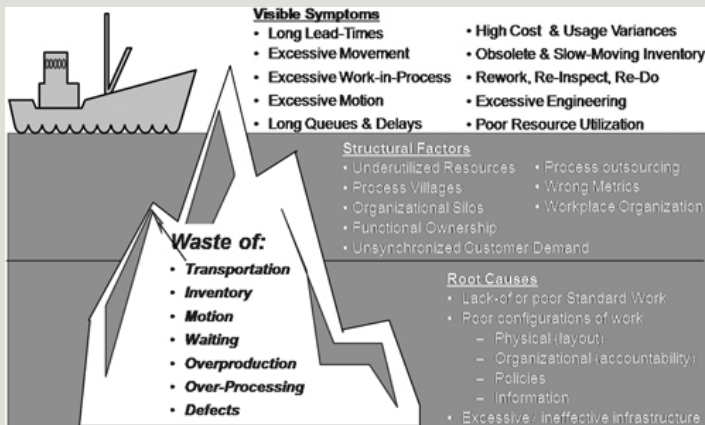 Visible Symptoms
• Long Lead-Times
• Excessive Movement
• Excessive Work-in-Process
• Excessive Motion
• Long Queues & Delays
• High Cost & Usage Variances
• Obsolete & Slow-Moving Inventory
• Rework, Re-Inspect, Re-Do
• Excessive Engineering
• Poor Resource Utilization
Structural Factors
• Underutilized Resources
• Process Villages
• Organizational Silos
• Functional Ownership
• Unsynchronized Customer Demand
• Process outsourcing
• Wrong Metrics
• Workplace Organization
Waste of:
• Transportation
• Inventory
• Motion
• Waiting
• Overproduction
• Over-Processing
• Defects
Root Causes
• Lack-of or poor Standard Work
• Poor configurations of work
– Physical (layout)
– Organizational (accountability)
– Policies
– Information
• Excessive / ineffective infrastructure